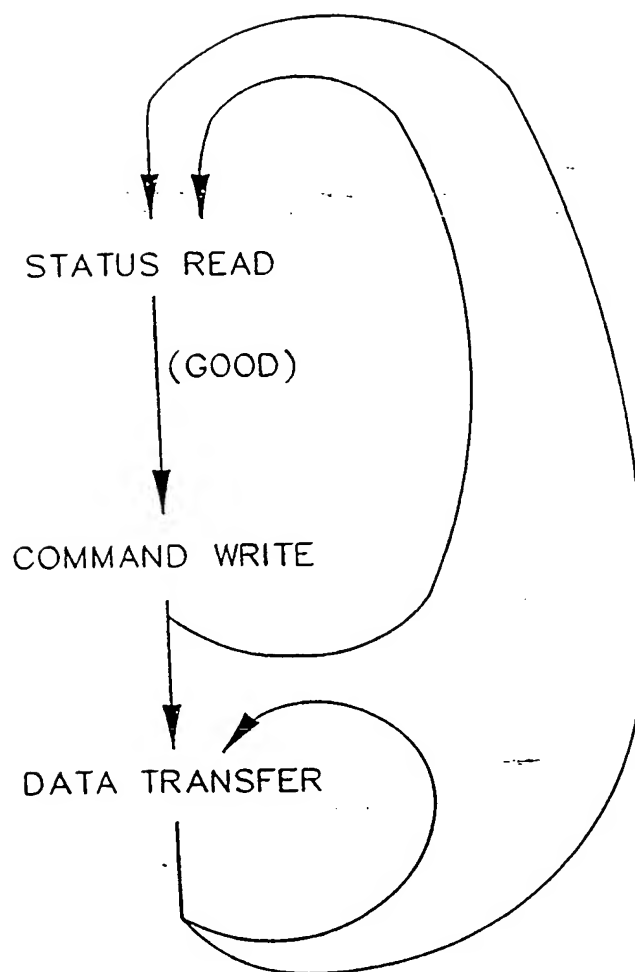 STATUS READ
(GOOD)
COMMAND WRITE
DATA TRANSFER